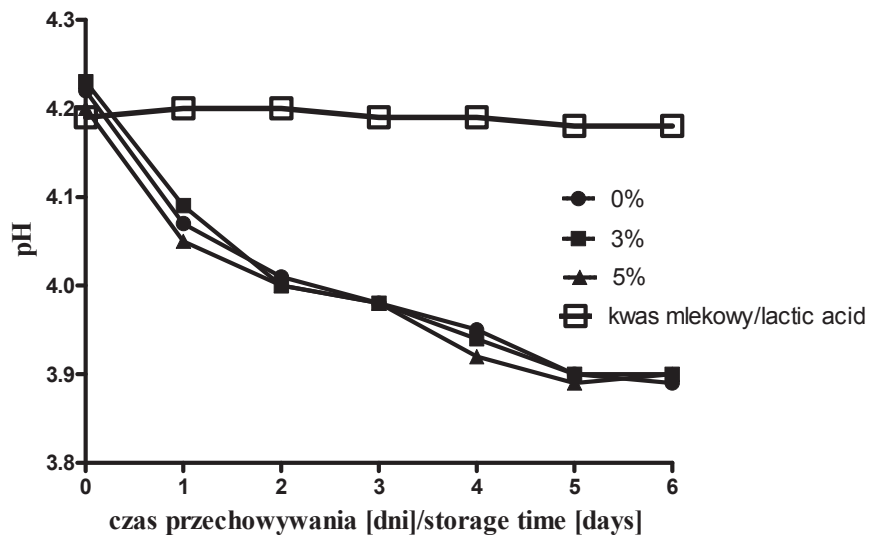 4.3
4.2
4.1
4.0
3.9
3.8
pH
0 1 2 3 4 5 6
czas przechowywania [dni]/storage time [days]
0%
3%
5%
kwas mlekowy/lactic acid